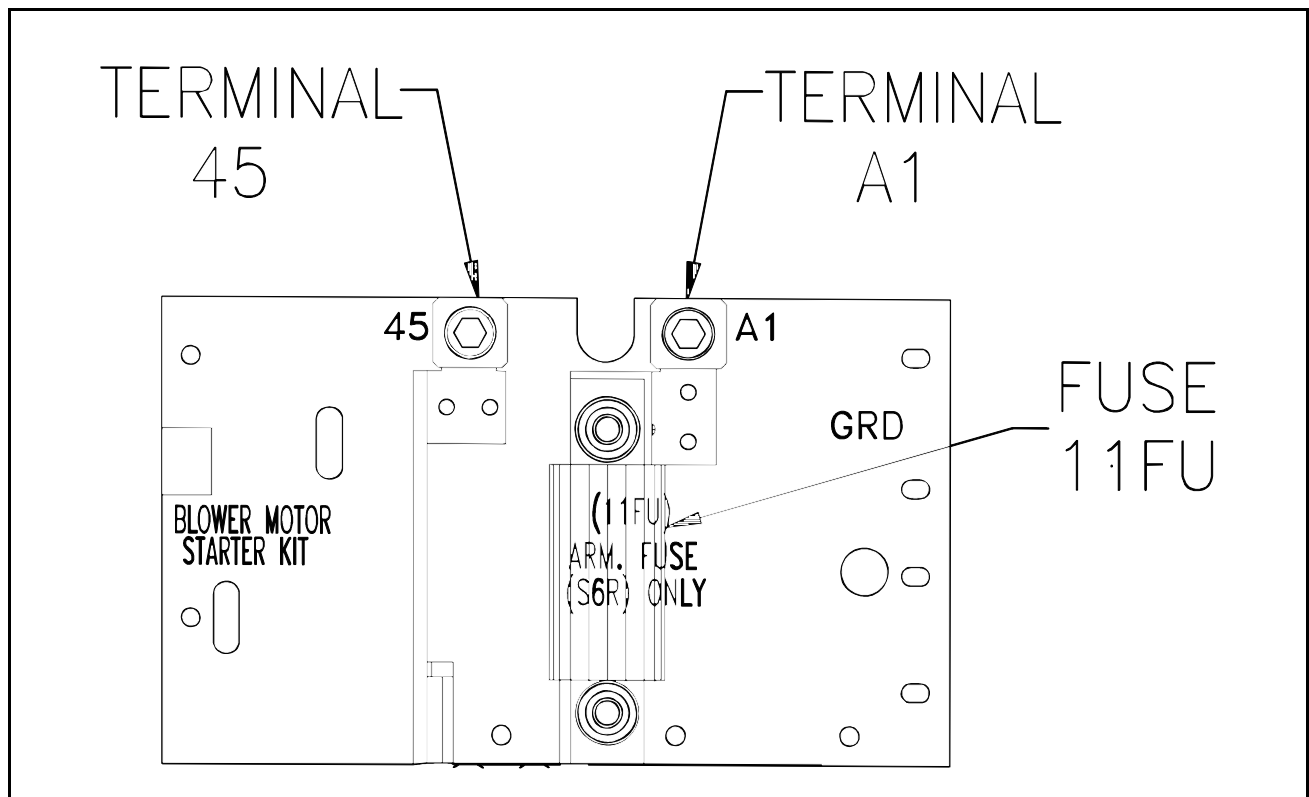 TERMINAL
45
TERMINAL
A1
45
A1
FUSE
11FU
GRD
BLOWER MOTOR
STARTER KIT
(11FU)
ARM. FUSE
(S6R) ONLY